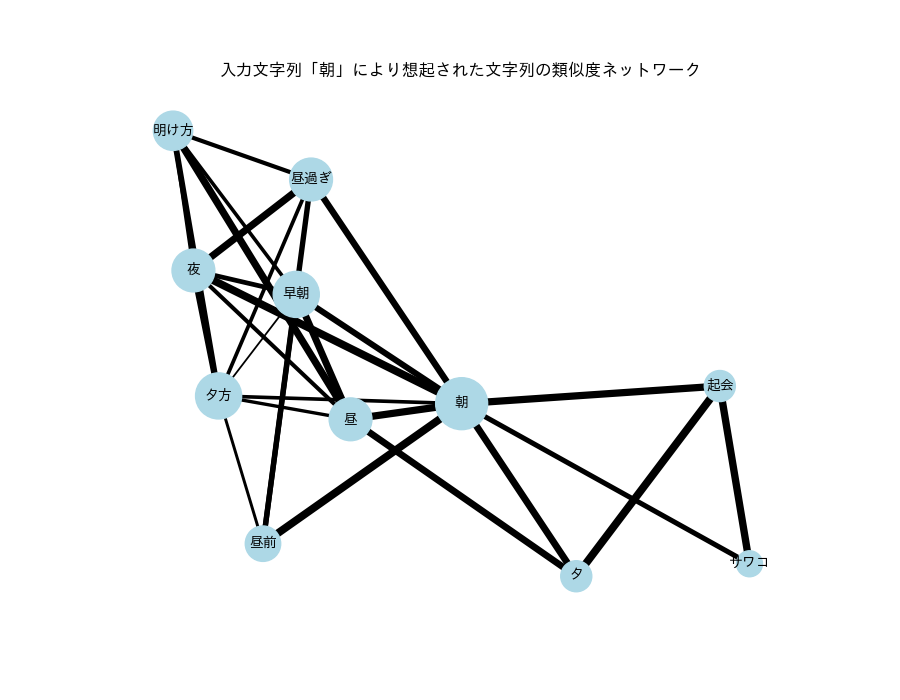 入力文字列「朝」により想起された文字列の類似度ネットワーク
明け方
昼過ぎ
夜
早朝
夕方
昼
朝
起会
昼前
夕
サワコ